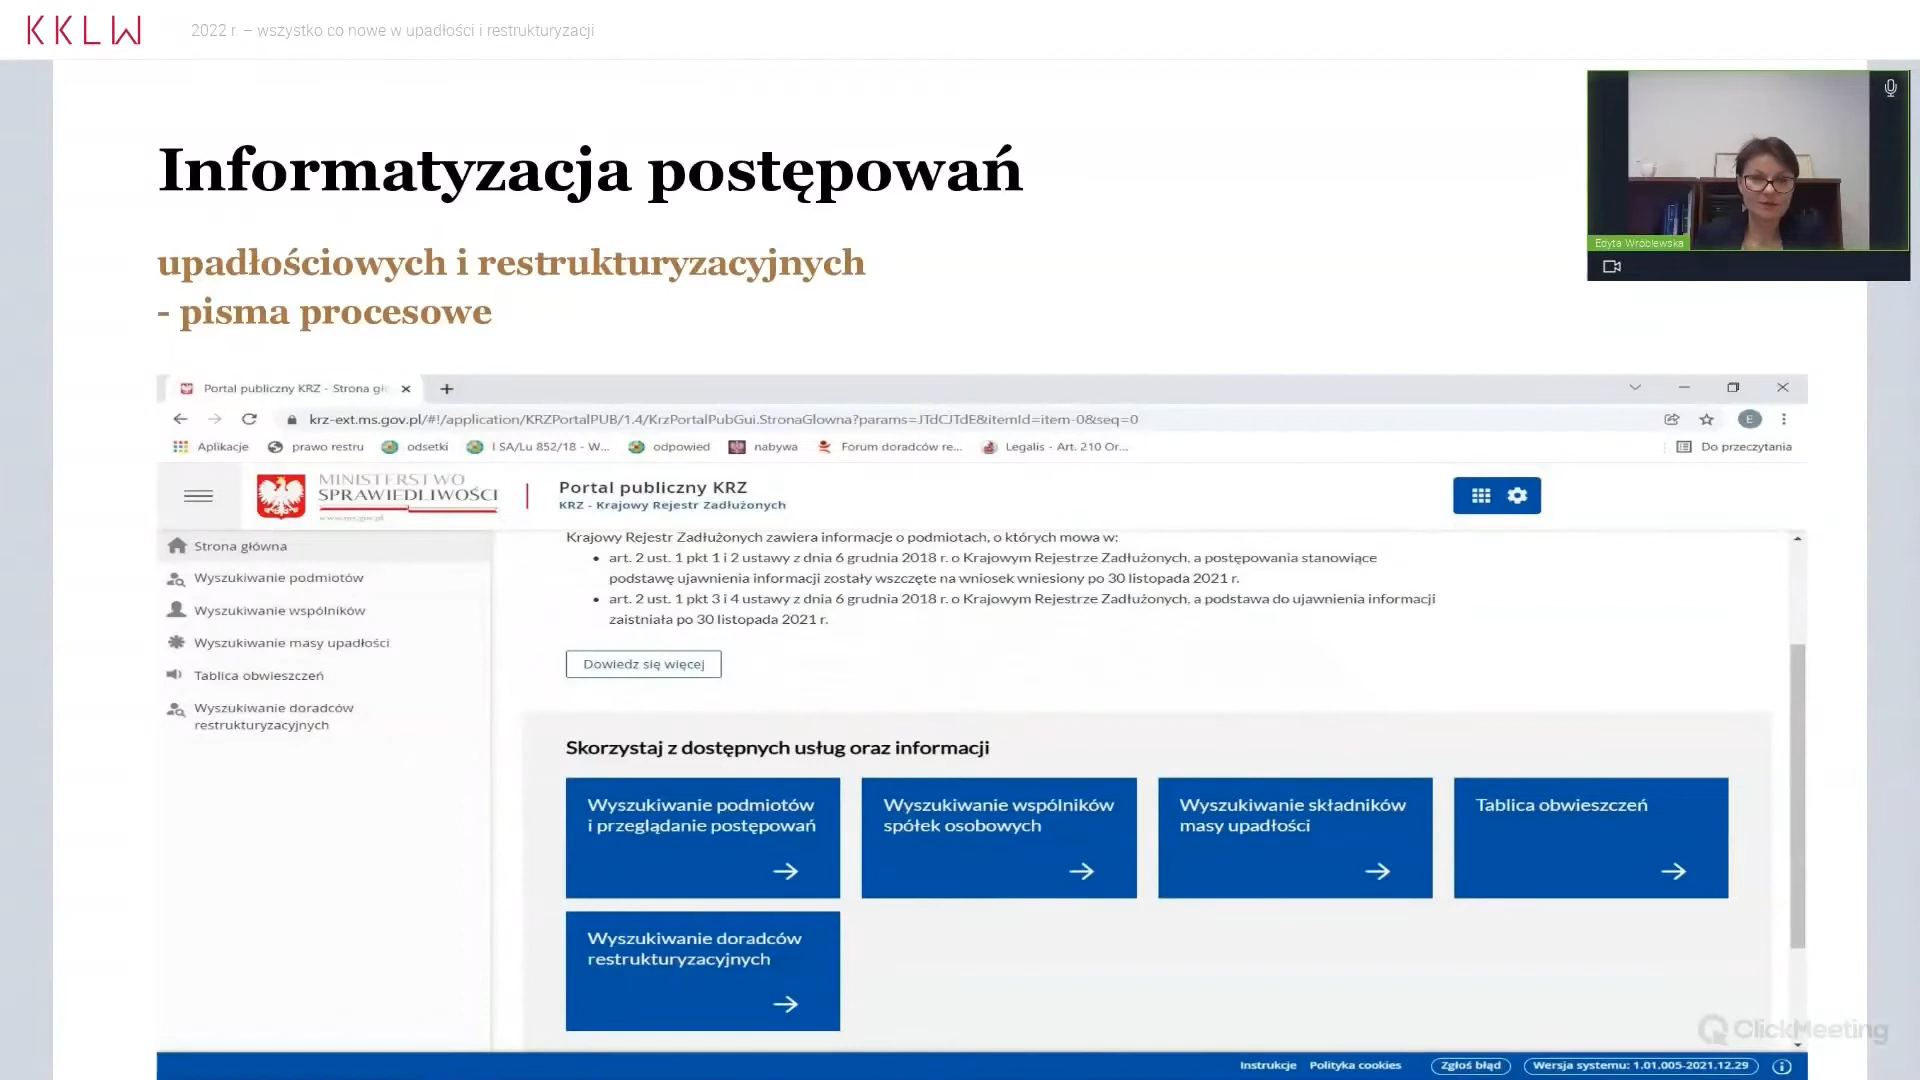 KKLW
2022 r. – wszystko co nowe w upadłości i restrukturyzacji
Informatyzacja postępowań
upadłościowych i restrukturyzacyjnych
- pisma procesowe
Edyta Wróblewska
Portal publiczny KRZ - Strona głó
krz-ext.ms.gov.pl/#!/application/KRZPortalPUB/1.4/KrzPortalPubGui.StronaGlowna?params=JTdCJTdE&itemId=item-0&seq=0
E
Aplikacje prawo restru odsetki I SA/Lu 852/18 - W... odpowied nabywa Forum doradców re... Legalis - Art. 210 Or... Do przeczytania
MINISTERSTWO
SPRAWIEDLIWOŚCI
www.ms.gov.pl
Portal publiczny KRZ
KRZ - Krajowy Rejestr Zadłużonych
Strona główna
Wyszukiwanie podmiotów
Wyszukiwanie wspólników
Wyszukiwanie masy upadłości
Tablica obwieszczeń
Wyszukiwanie doradców
restrukturyzacyjnych
Krajowy Rejestr Zadłużonych zawiera informacje o podmiotach, o których mowa w:
• art. 2 ust. 1 pkt 1 i 2 ustawy z dnia 6 grudnia 2018 r. o Krajowym Rejestrze Zadłużonych, a postępowania stanowiące
podstawę ujawnienia informacji zostały wszczęte na wniosek wniesiony po 30 listopada 2021 r.
• art. 2 ust. 1 pkt 3 i 4 ustawy z dnia 6 grudnia 2018 r. o Krajowym Rejestrze Zadłużonych, a podstawa do ujawnienia informacji
zaistniała po 30 listopada 2021 r.
Dowiedz się więcej
Skorzystaj z dostępnych usług oraz informacji
Wyszukiwanie podmiotów
i przeglądanie postępowań
Wyszukiwanie wspólników
spółek osobowych
Wyszukiwanie składników
masy upadłości
Tablica obwieszczeń
Wyszukiwanie doradców
restrukturyzacyjnych
ClickMeeting
Instrukcje Polityka cookies Zgłoś błąd Wersja systemu: 1.01.005-2021.12.29